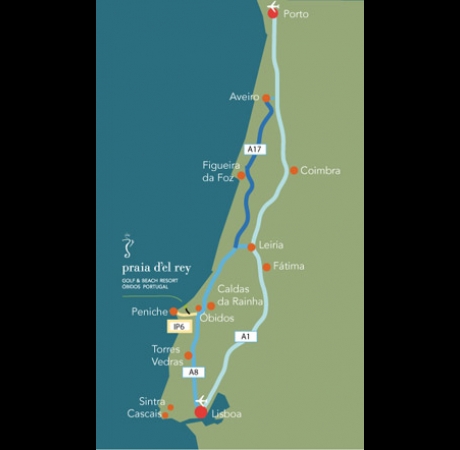 Porto
Aveiro
A17
Figueira
da Foz
Coimbra
Leiria
praia d'el rey
GOLF & BEACH RESORT
OBIDOS PORTUGAL
Fátima
Caldas
da Rainha
Peniche
Óbidos
IP6
A1
Torres
Vedras
A8
Sintra
Cascais
Lisboa